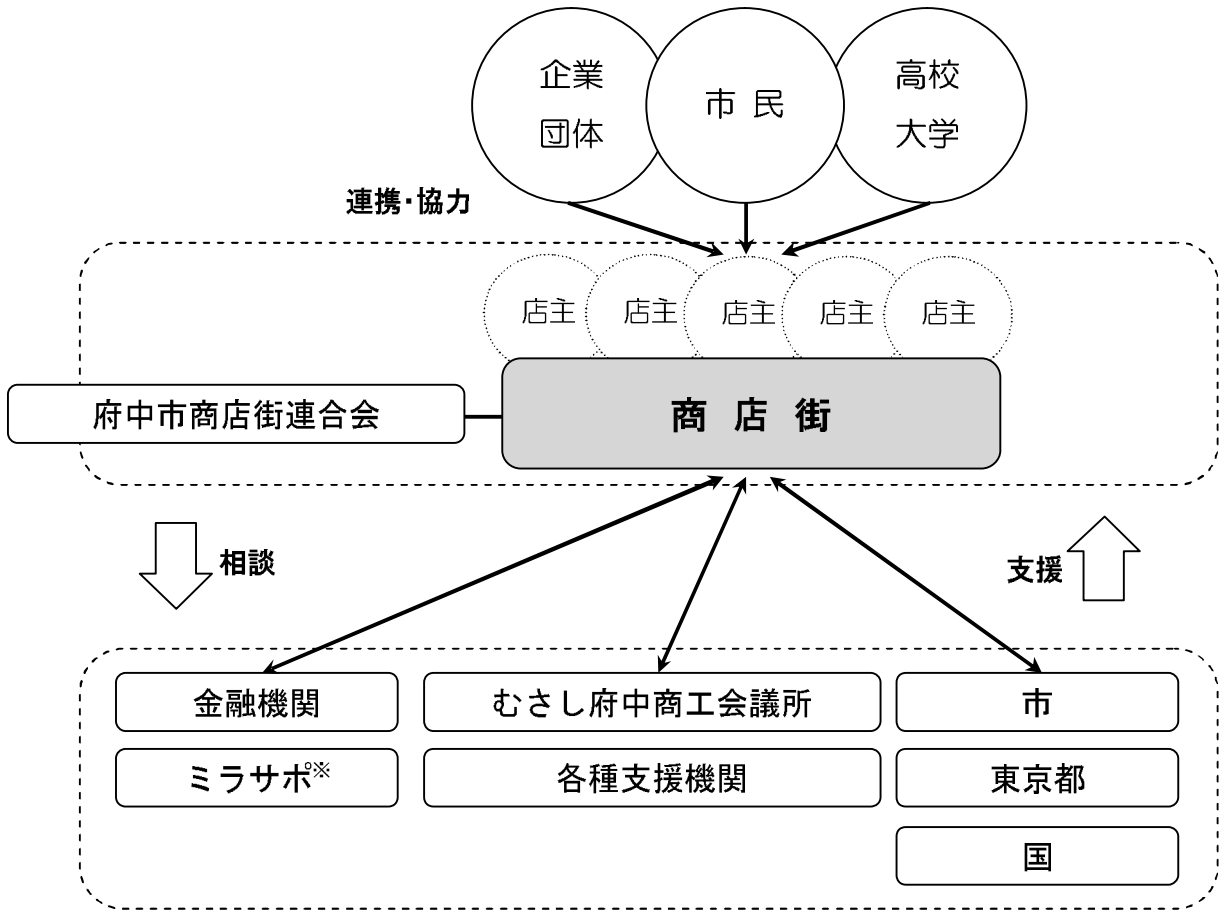 企業
団体
市民
高校
大学
連携・協力
店主
店主
店主
店主
店主
府中市商店街連合会
商店街
相談
支援
金融機関
むさし府中商工会議所
市
ミラサポ※
各種支援機関
東京都
国